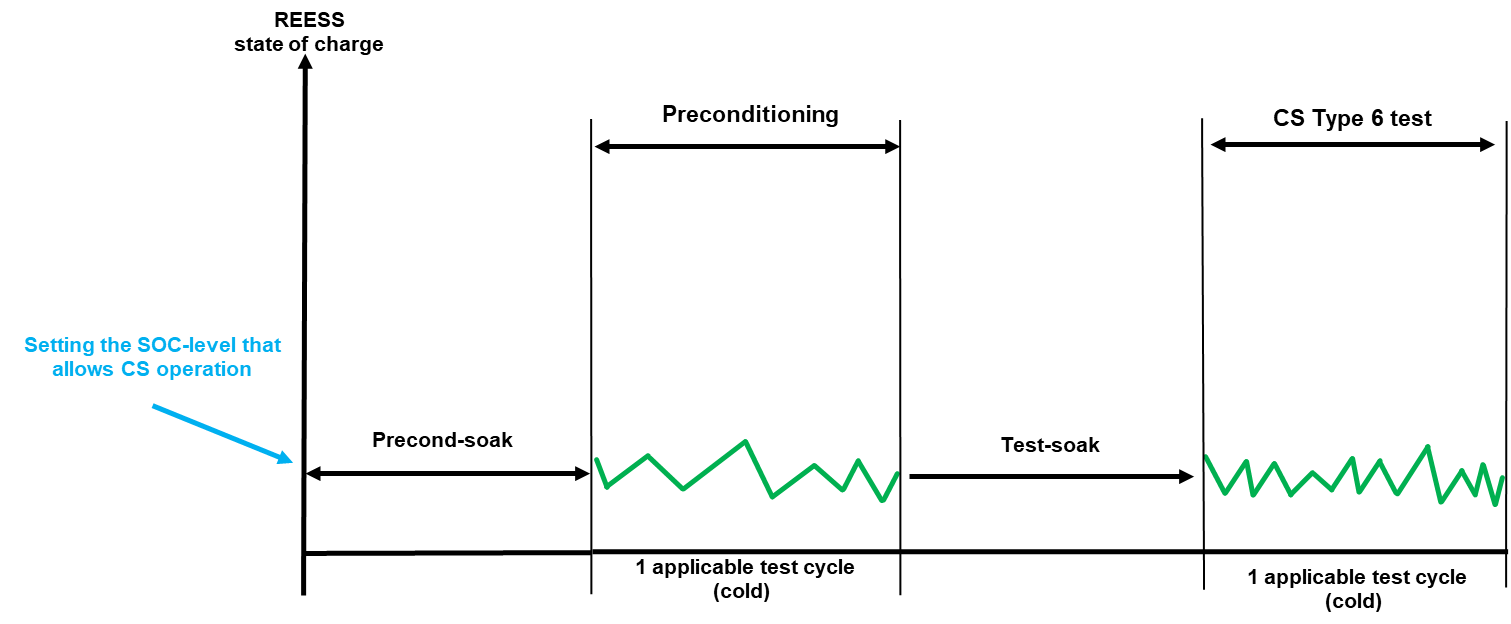 REESS
state of charge
Preconditioning
CS Type 6 test
Setting the SOC-level that
allows CS operation
Precond-soak
Test-soak
1 applicable test cycle
(cold)
1 applicable test cycle
(cold)